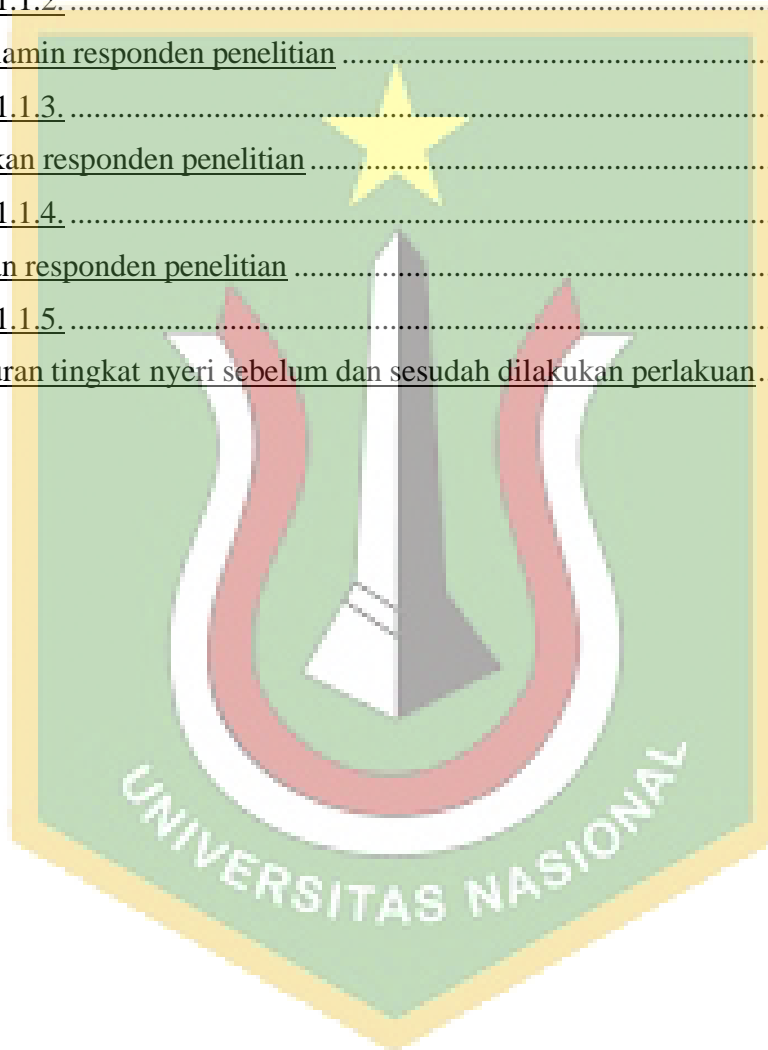 1.1.2. ................................................................................................
amin responden penelitian ..........................................................
1.1.3. ................................................................................................
kan responden penelitian ..............................................................
1.1.4. ................................................................................................
n responden penelitian ................................................................
1.1.5. ................................................................................................
uran tingkat nyeri sebelum dan sesudah dilakukan perlakuan..
UNIVERSITAS NASIONAL